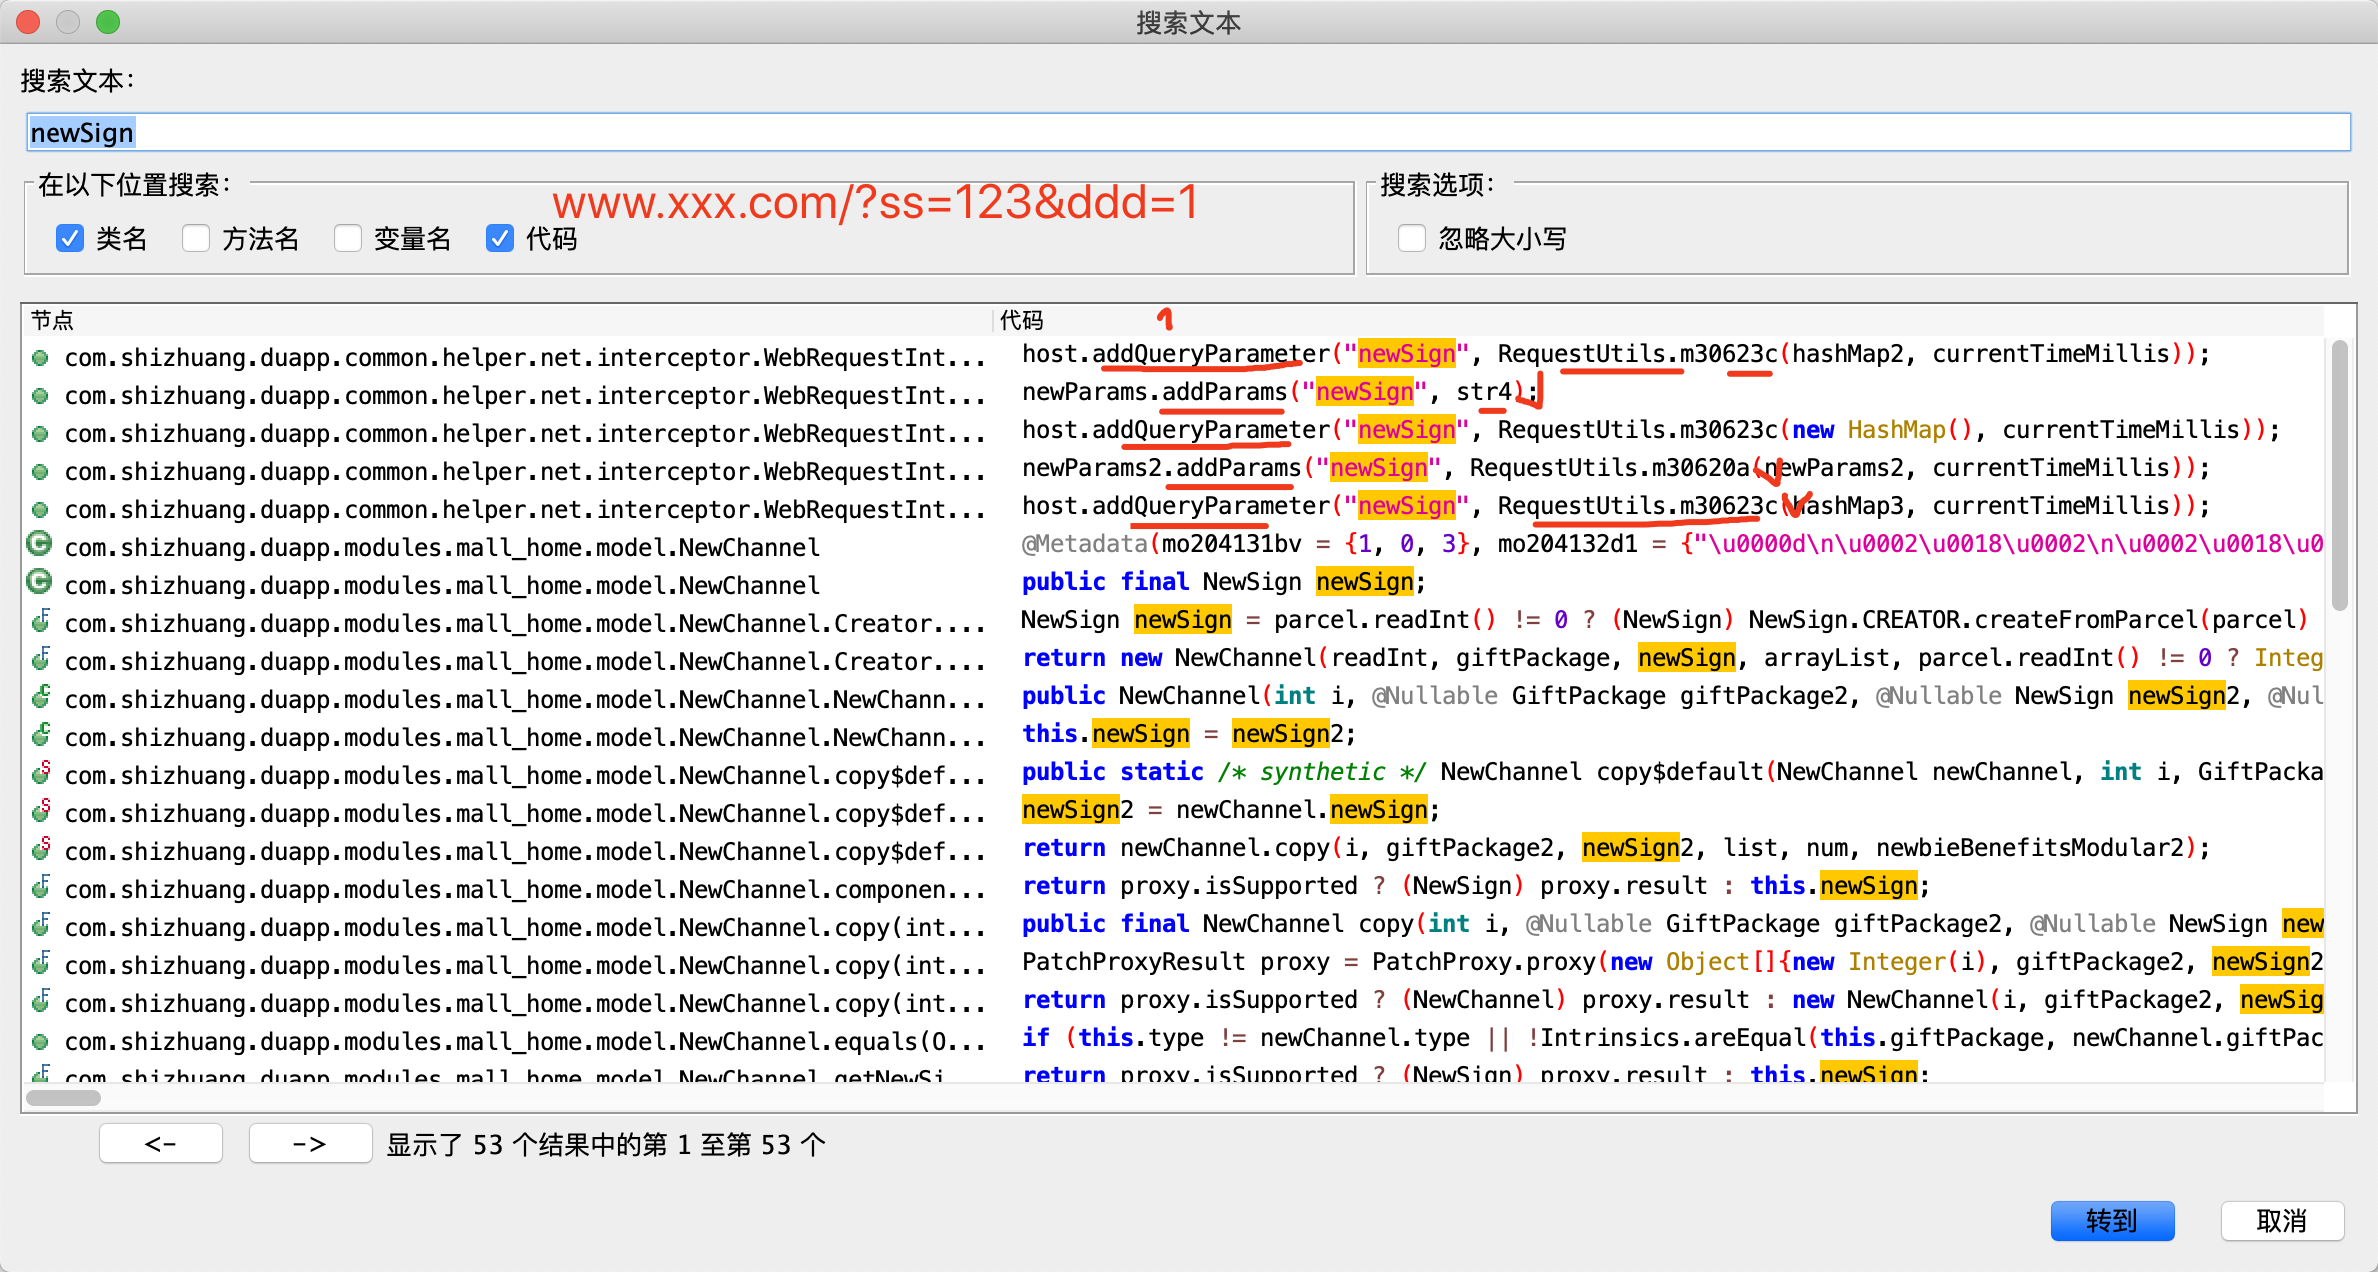 搜索文本
搜索文本：
newSign
在以下位置搜索：
www.xxx.com/?ss=123&ddd=1
搜索选项：
类名 方法名 变量名 代码
忽略大小写
节点 代码
1
com.shizhuang.duapp.common.helper.net.interceptor.WebRequestInt... host.addQueryParameter("newSign", RequestUtils.m30623c(hashMap2, currentTimeMillis));
com.shizhuang.duapp.common.helper.net.interceptor.WebRequestInt... newParams.addParams("newSign", str4);
com.shizhuang.duapp.common.helper.net.interceptor.WebRequestInt... host.addQueryParameter("newSign", RequestUtils.m30623c(new HashMap(), currentTimeMillis));
com.shizhuang.duapp.common.helper.net.interceptor.WebRequestInt... newParams2.addParams("newSign", RequestUtils.m30620a(newParams2, currentTimeMillis));
com.shizhuang.duapp.common.helper.net.interceptor.WebRequestInt... host.addQueryParameter("newSign", RequestUtils.m30623c(hashMap3, currentTimeMillis));
com.shizhuang.duapp.modules.mall_home.model.NewChannel @Metadata(mo204131bv = {1, 0, 3}, mo204132d1 = {"\u0000d\n\u0002\u0018\u0002\n\u0002\u0018\u0
com.shizhuang.duapp.modules.mall_home.model.NewChannel public final NewSign newSign;
com.shizhuang.duapp.modules.mall_home.model.NewChannel.Creator.... NewSign newSign = parcel.readInt() != 0 ? (NewSign) NewSign.CREATOR.createFromParcel(parcel)
com.shizhuang.duapp.modules.mall_home.model.NewChannel.Creator.... return new NewChannel(readInt, giftPackage, newSign, arrayList, parcel.readInt() != 0 ? Integ
com.shizhuang.duapp.modules.mall_home.model.NewChannel.NewChann... public NewChannel(int i, @Nullable GiftPackage giftPackage2, @Nullable NewSign newSign2, @Nul
com.shizhuang.duapp.modules.mall_home.model.NewChannel.NewChann... this.newSign = newSign2;
com.shizhuang.duapp.modules.mall_home.model.NewChannel.copy$def... public static /* synthetic */ NewChannel copy$default(NewChannel newChannel, int i, GiftPacka
com.shizhuang.duapp.modules.mall_home.model.NewChannel.copy$def... newSign2 = newChannel.newSign;
com.shizhuang.duapp.modules.mall_home.model.NewChannel.copy$def... return newChannel.copy(i, giftPackage2, newSign2, list, num, newbieBenefitsModular2);
com.shizhuang.duapp.modules.mall_home.model.NewChannel.componen... return proxy.isSupported ? (NewSign) proxy.result : this.newSign;
com.shizhuang.duapp.modules.mall_home.model.NewChannel.copy(int... public final NewChannel copy(int i, @Nullable GiftPackage giftPackage2, @Nullable NewSign new
com.shizhuang.duapp.modules.mall_home.model.NewChannel.copy(int... PatchProxyResult proxy = PatchProxy.proxy(new Object[]{new Integer(i), giftPackage2, newSign2
com.shizhuang.duapp.modules.mall_home.model.NewChannel.copy(int... return proxy.isSupported ? (NewChannel) proxy.result : new NewChannel(i, giftPackage2, newSig
com.shizhuang.duapp.modules.mall_home.model.NewChannel.equals(O... if (this.type != newChannel.type || !Intrinsics.areEqual(this.giftPackage, newChannel.giftPac
com.shizhuang.duapp.modules.mall_home.model.NewChannel.getNewSi return proxy.isSupported ? (NewSign) proxy.result : this.newSign;
<- -> 显示了 53 个结果中的第 1 至第 53 个
转到 取消